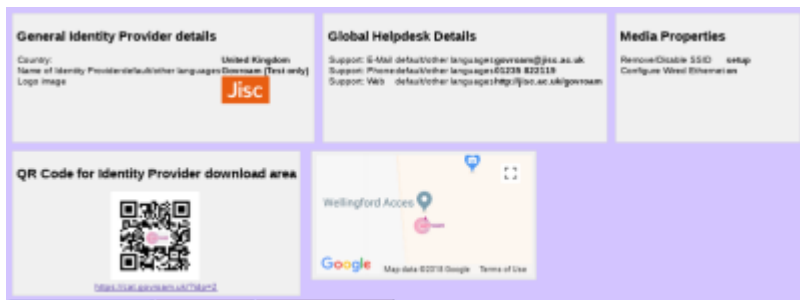 General Identity Provider details
Country: United Kingdom
Name of Identity Provider default/other languages Govroam (Test only)
Logo image
Jisc
Global Helpdesk Details
Support: E-Mail default/other languages govroam@jisc.ac.uk
Support: Phone default/other languages 01235 822119
Support: Web default/other languages http://jisc.ac.uk/govroam
Media Properties
Remove/Disable SSID setup
Configure Wired Ethernet on
QR Code for Identity Provider download area
Wellingford Acces
Google
Map data ©2018 Google Terms of Use